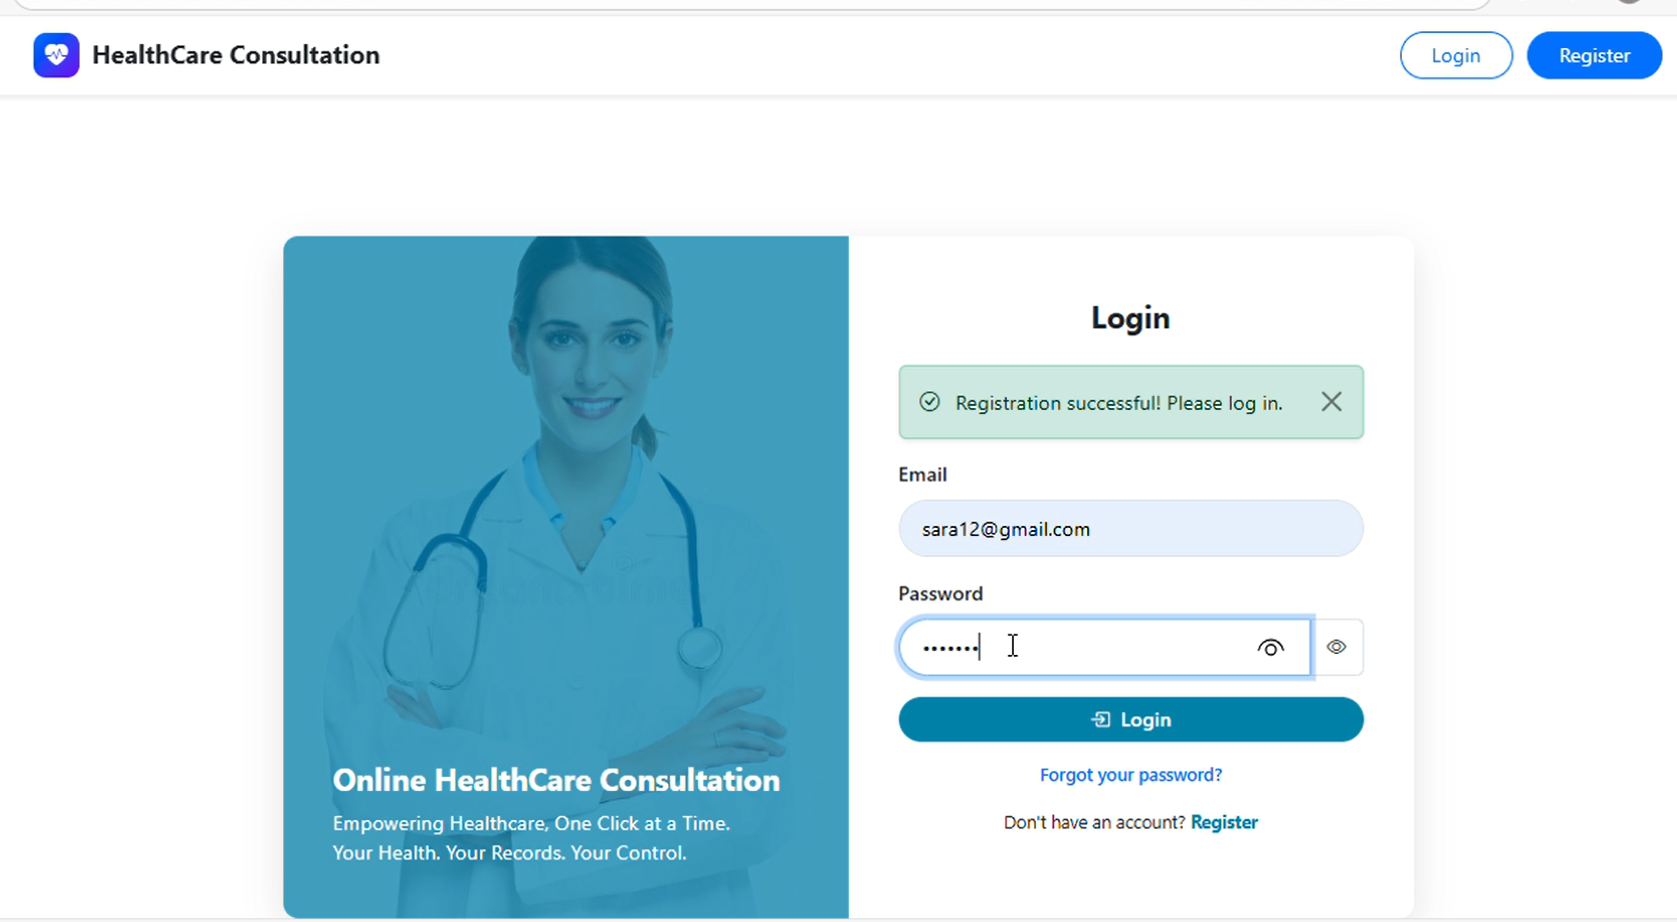 HealthCare Consultation
Login
Register
Login
Registration successful! Please log in.
Email
sara12@gmail.com
Password
•••••••
Login
Forgot your password?
Don't have an account? Register
Online HealthCare Consultation
Empowering Healthcare, One Click at a Time.
Your Health. Your Records. Your Control.